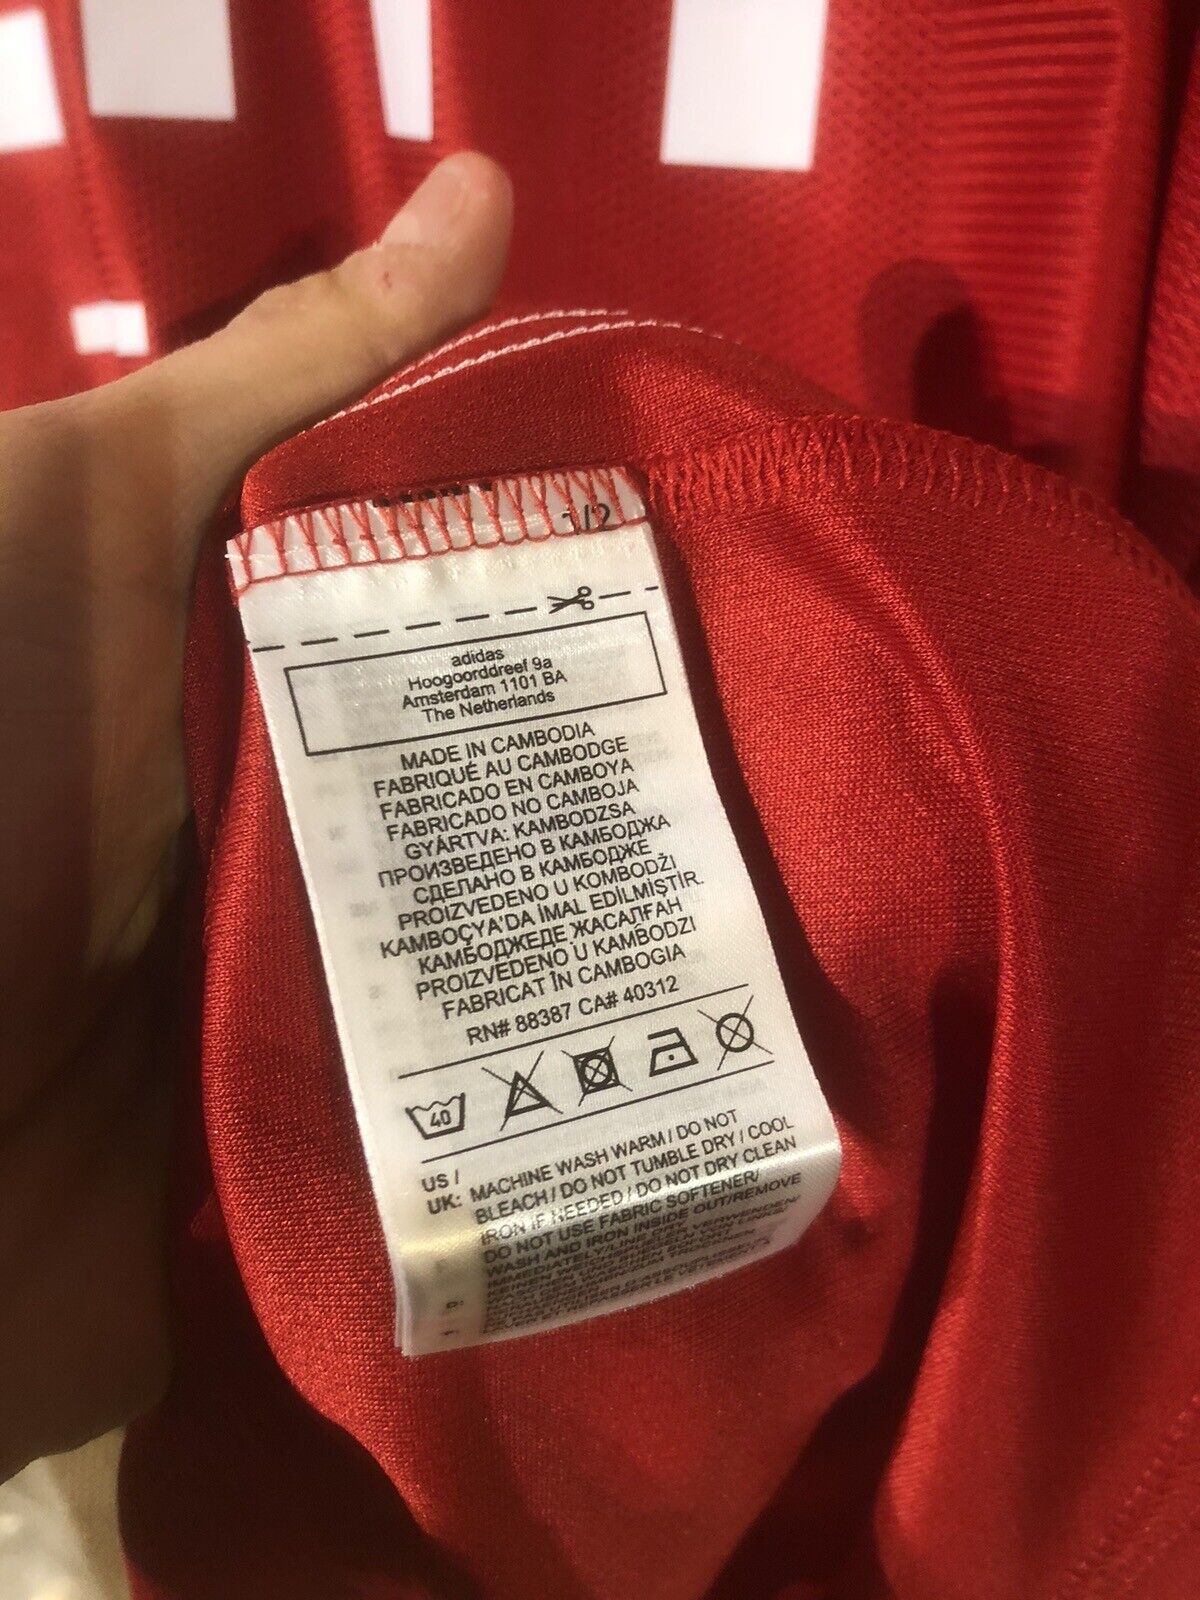 1/2
adidas
Hoogoorddreef 9a
Amsterdam 1101 BA
The Netherlands
MADE IN CAMBODIA
FABRIQUÉ AU CAMBODGE
FABRICADO EN CAMBOYA
FABRICADO NO CAMBOJA
GYÁRTVA: KAMBODZSA
ПРОИЗВЕДЕНО В КАМБОДЖА
СДЕЛАНО В КАМБОДЖЕ
PROIZVEDENO U KOMBODŽI
KAMBOÇYA'DA İMAL EDİLMİŞTİR.
КАМБОДЖЕДЕ ЖАСАЛҒАН
PROIZVEDENO U KAMBODZI
FABRICAT ÎN CAMBOGIA
RN# 88387 CA# 40312
40
US /
UK: MACHINE WASH WARM / DO NOT
BLEACH / DO NOT TUMBLE DRY / COOL
IRON IF NEEDED / DO NOT DRY CLEAN
DO NOT USE FABRIC SOFTENER/
WASH AND IRON INSIDE OUT/REMOVE
IMMEDIATELY/LINE DRY
D:
F: